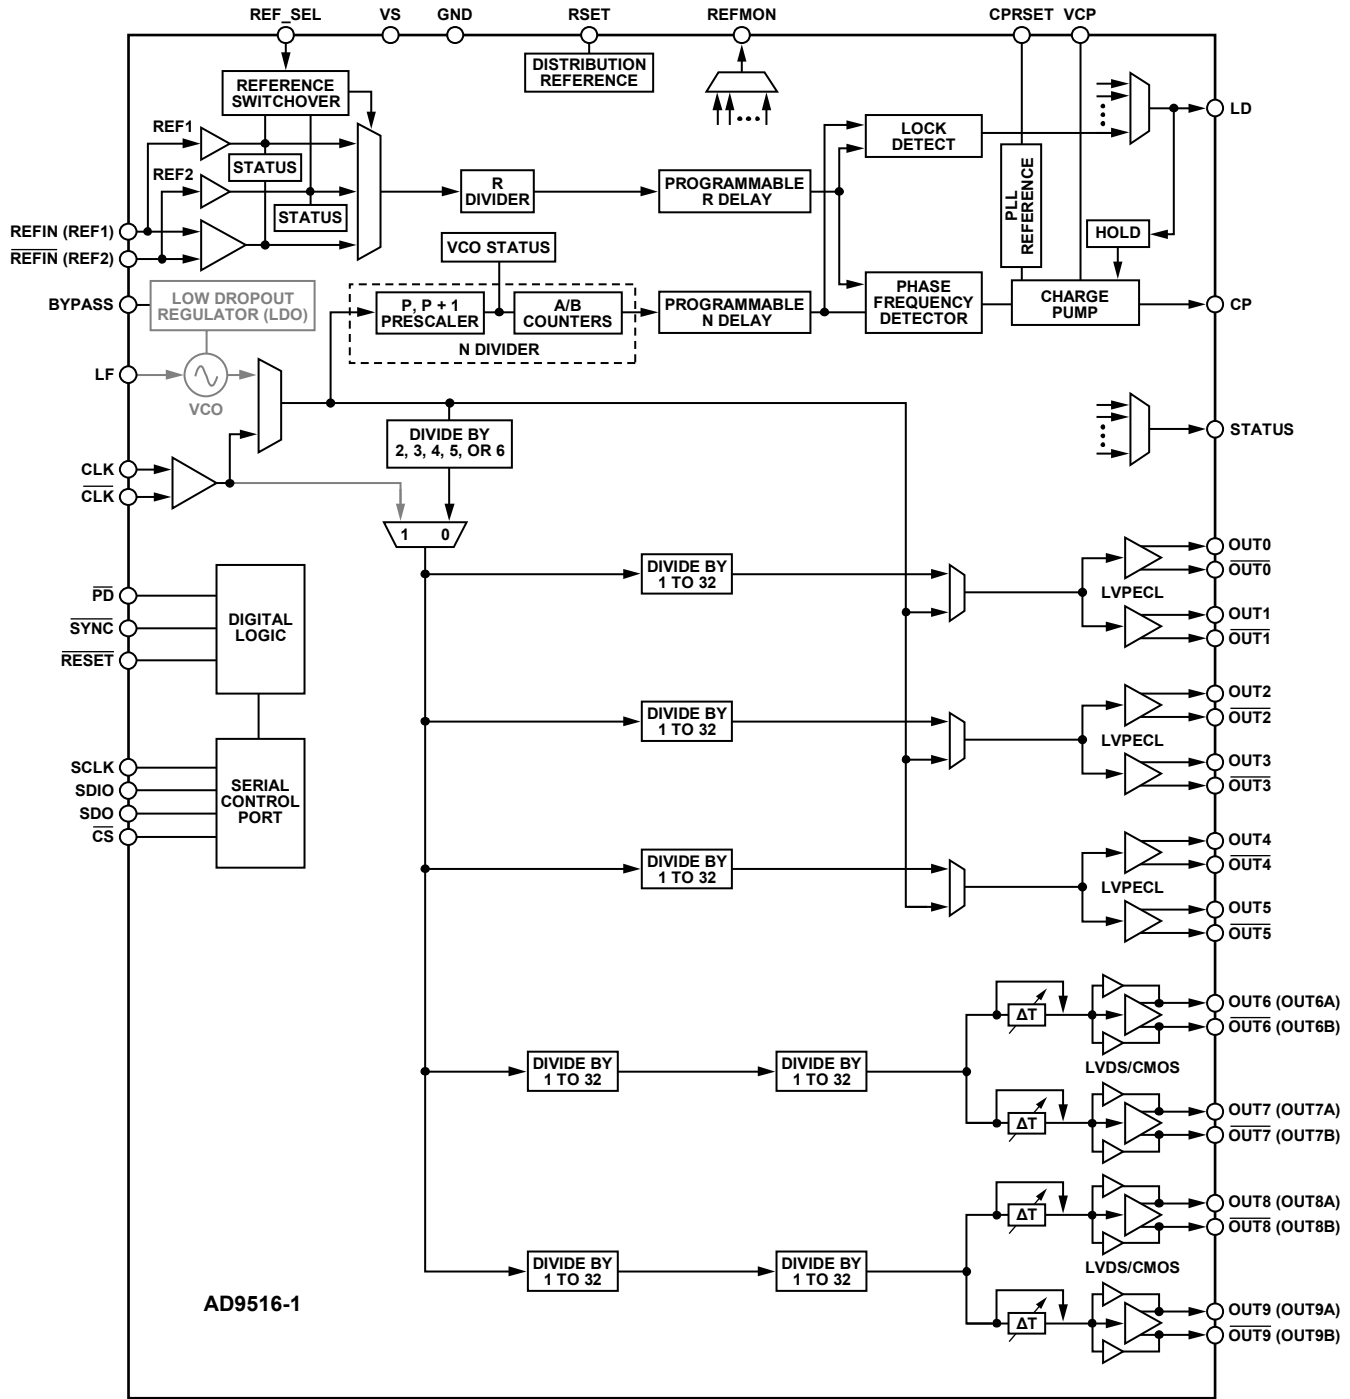 REF_SEL
VS
GND
RSET
REFMON
CPRSET
VCP
DISTRIBUTION
REFERENCE
REFERENCE
SWITCHOVER
REF1
STATUS
REF2
STATUS
REFIN (REF1)
REFIN (REF2)
R
DIVIDER
PROGRAMMABLE
R DELAY
LOCK
DETECT
LD
PLL
REFERENCE
HOLD
VCO STATUS
BYPASS
LOW DROPOUT
REGULATOR (LDO)
P, P + 1
PRESCALER
A/B
COUNTERS
N DIVIDER
PROGRAMMABLE
N DELAY
PHASE
FREQUENCY
DETECTOR
CHARGE
PUMP
CP
LF
VCO
STATUS
DIVIDE BY
2, 3, 4, 5, OR 6
CLK
CLK
1 0
DIVIDE BY
1 TO 32
LVPECL
OUT0
OUT0
OUT1
OUT1
PD
SYNC
RESET
DIGITAL
LOGIC
DIVIDE BY
1 TO 32
LVPECL
OUT2
OUT2
OUT3
OUT3
SCLK
SDIO
SDO
CS
SERIAL
CONTROL
PORT
DIVIDE BY
1 TO 32
LVPECL
OUT4
OUT4
OUT5
OUT5
DIVIDE BY
1 TO 32
DIVIDE BY
1 TO 32
ΔT
ΔT
LVDS/CMOS
OUT6 (OUT6A)
OUT6 (OUT6B)
OUT7 (OUT7A)
OUT7 (OUT7B)
DIVIDE BY
1 TO 32
DIVIDE BY
1 TO 32
ΔT
ΔT
LVDS/CMOS
OUT8 (OUT8A)
OUT8 (OUT8B)
OUT9 (OUT9A)
OUT9 (OUT9B)
AD9516-1